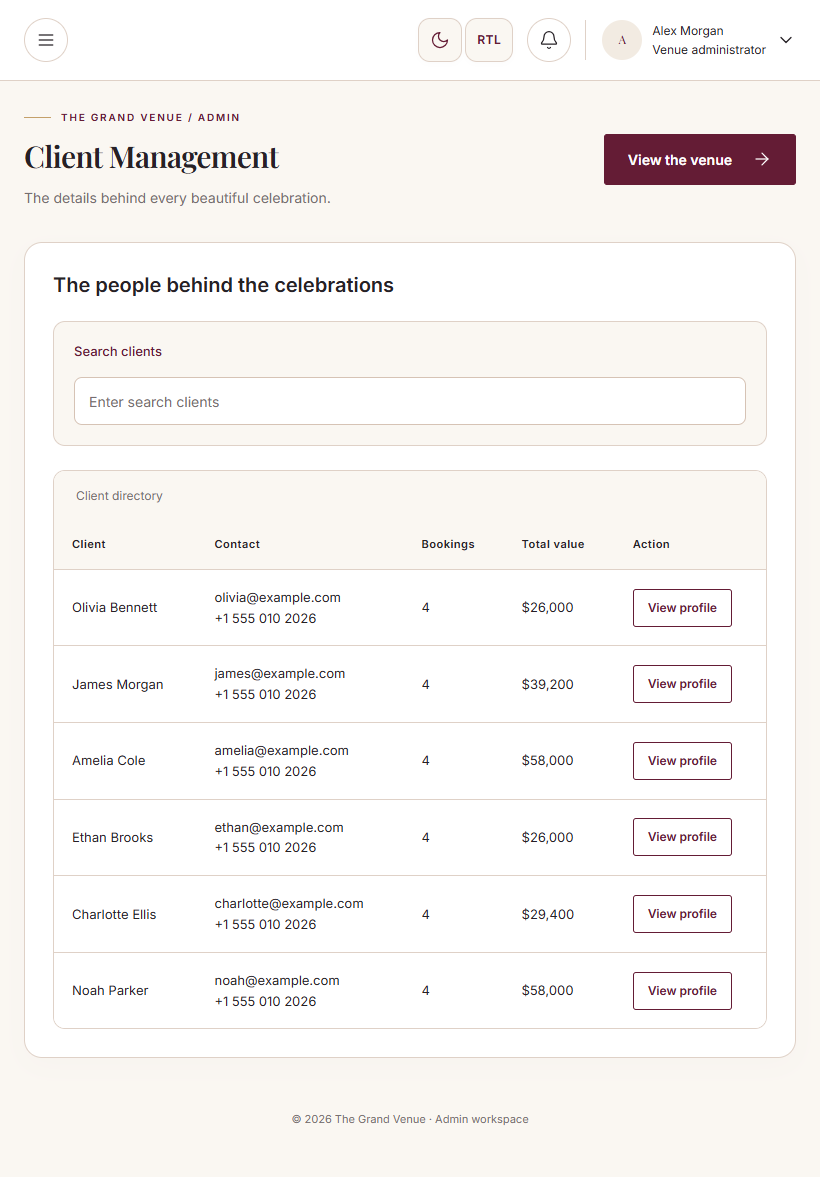 RTL
A
Alex Morgan
Venue administrator
THE GRAND VENUE / ADMIN
Client Management
The details behind every beautiful celebration.
View the venue
The people behind the celebrations
Search clients
Enter search clients
Client directory
Client Contact Bookings Total value Action
Olivia Bennett olivia@example.com +1 555 010 2026 4 $26,000 View profile
James Morgan james@example.com +1 555 010 2026 4 $39,200 View profile
Amelia Cole amelia@example.com +1 555 010 2026 4 $58,000 View profile
Ethan Brooks ethan@example.com +1 555 010 2026 4 $26,000 View profile
Charlotte Ellis charlotte@example.com +1 555 010 2026 4 $29,400 View profile
Noah Parker noah@example.com +1 555 010 2026 4 $58,000 View profile
© 2026 The Grand Venue · Admin workspace